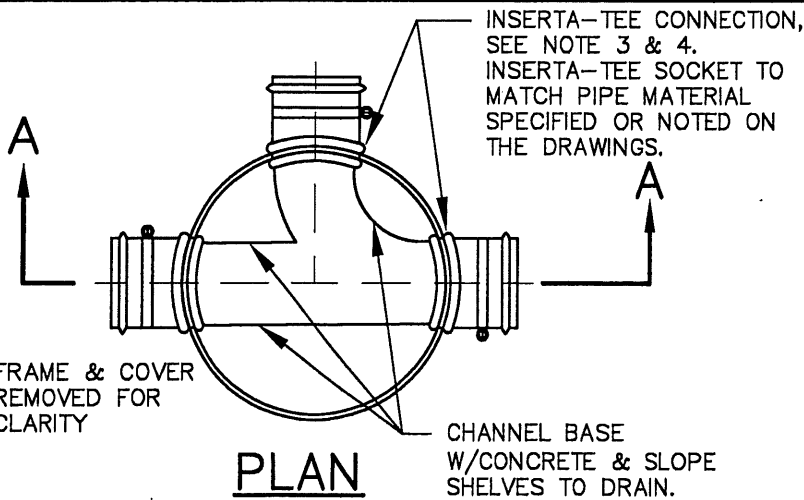 INSERTA-TEE CONNECTION,
SEE NOTE 3 & 4.
INSERTA-TEE SOCKET TO
MATCH PIPE MATERIAL
SPECIFIED OR NOTED ON
THE DRAWINGS.
A
A
FRAME & COVER
REMOVED FOR
CLARITY
CHANNEL BASE
W/CONCRETE & SLOPE
SHELVES TO DRAIN.
PLAN